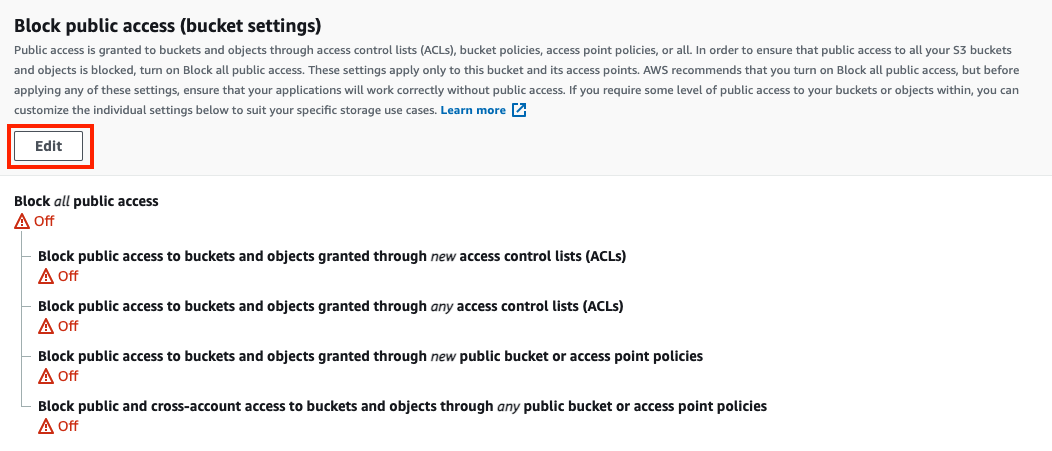 Block public access (bucket settings)
Public access is granted to buckets and objects through access control lists (ACLs), bucket policies, access point policies, or all. In order to ensure that public access to all your S3 buckets
and objects is blocked, turn on Block all public access. These settings apply only to this bucket and its access points. AWS recommends that you turn on Block all public access, but before
applying any of these settings, ensure that your applications will work correctly without public access. If you require some level of public access to your buckets or objects within, you can
customize the individual settings below to suit your specific storage use cases. Learn more
Edit
Block all public access
Off
Block public access to buckets and objects granted through new access control lists (ACLs)
Off
Block public access to buckets and objects granted through any access control lists (ACLs)
Off
Block public access to buckets and objects granted through new public bucket or access point policies
Off
Block public and cross-account access to buckets and objects through any public bucket or access point policies
Off